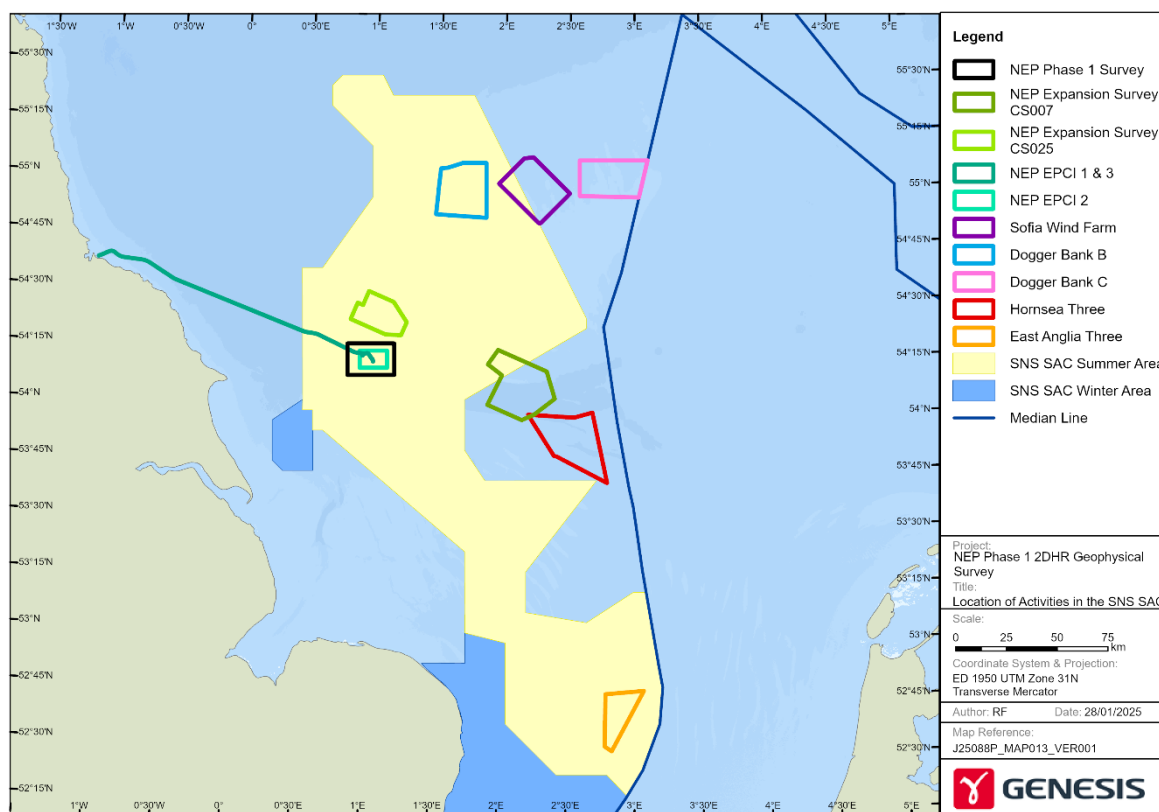 1°30'W 1°W 0°30'W 0° 0°30'E 1°E 1°30'E 2°E 2°30'E 3°E 3°30'E 4°E 4°30'E 5°E
55°30'N
55°15'N
55°N
54°45'N
54°30'N
54°15'N
54°N
53°45'N
53°30'N
53°15'N
53°N
52°45'N
52°30'N
52°15'N
55°30'N
55°45'N
55°N
54°45'N
54°30'N
54°15'N
54°N
53°45'N
53°30'N
53°15'N
53°N
52°45'N
52°30'N
1°W 0°30'W 0° 0°30'E 1°E 1°30'E 2°E 2°30'E 3°E 3°30'E 4°E 4°30'E 5°E
Legend
NEP Phase 1 Survey
NEP Expansion Survey
CS007
NEP Expansion Survey
CS025
NEP EPCI 1 & 3
NEP EPCI 2
Sofia Wind Farm
Dogger Bank B
Dogger Bank C
Hornsea Three
East Anglia Three
SNS SAC Summer Area
SNS SAC Winter Area
Median Line
Project:
NEP Phase 1 2DHR Geophysical
Survey
Title:
Location of Activities in the SNS SAC
Scale:
0 25 50 75
km
Coordinate System & Projection:
ED 1950 UTM Zone 31N
Transverse Mercator
Author: RF Date: 28/01/2025
Map Reference:
J25088P_MAP013_VER001
GENESIS